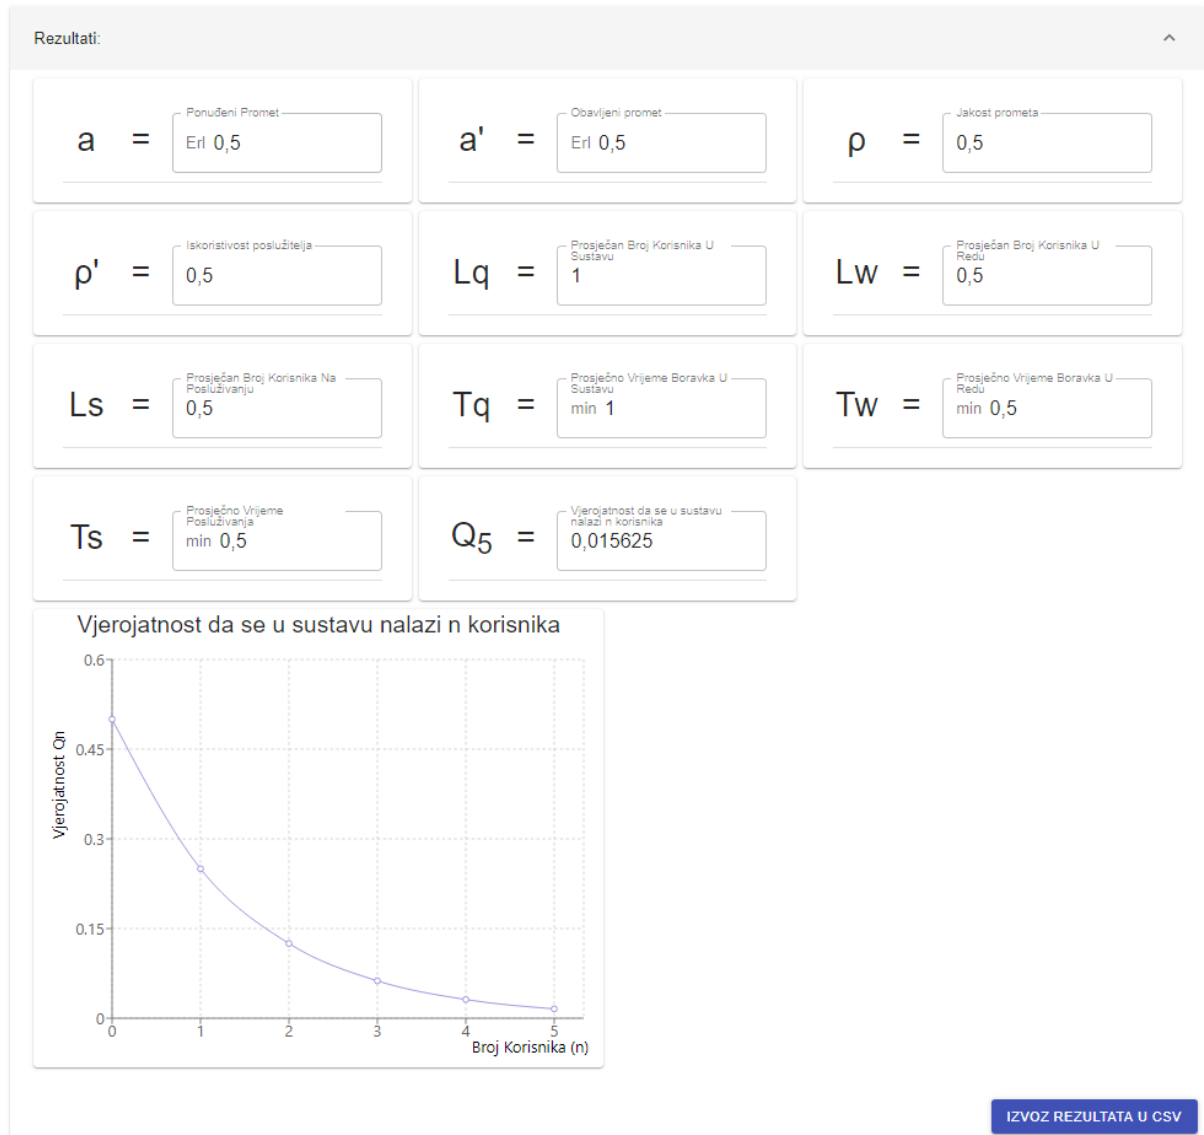 Rezultati:
a = Ponuđeni Promet
Erl 0,5
a' = Obavljeni promet
Erl 0,5
ρ = Jakost prometa
0,5
ρ' = Iskoristivost poslužitelja
0,5
Lq = Prosječan Broj Korisnika U
Sustavu
1
Lw = Prosječan Broj Korisnika U
Redu
0,5
Ls = Prosječan Broj Korisnika Na
Posluživanju
0,5
Tq = Prosječno Vrijeme Boravka U
Sustavu
min 1
Tw = Prosječno Vrijeme Boravka U
Redu
min 0,5
Ts = Prosječno Vrijeme
Posluživanja
min 0,5
Q5 = Vjerojatnost da se u sustavu
nalazi n korisnika
0,015625
Vjerojatnost da se u sustavu nalazi n korisnika
Vjerojatnost Qn
0.6
0.45
0.3
0.15
0
0 1 2 3 4 5
Broj Korisnika (n)
IZVOZ REZULTATA U CSV